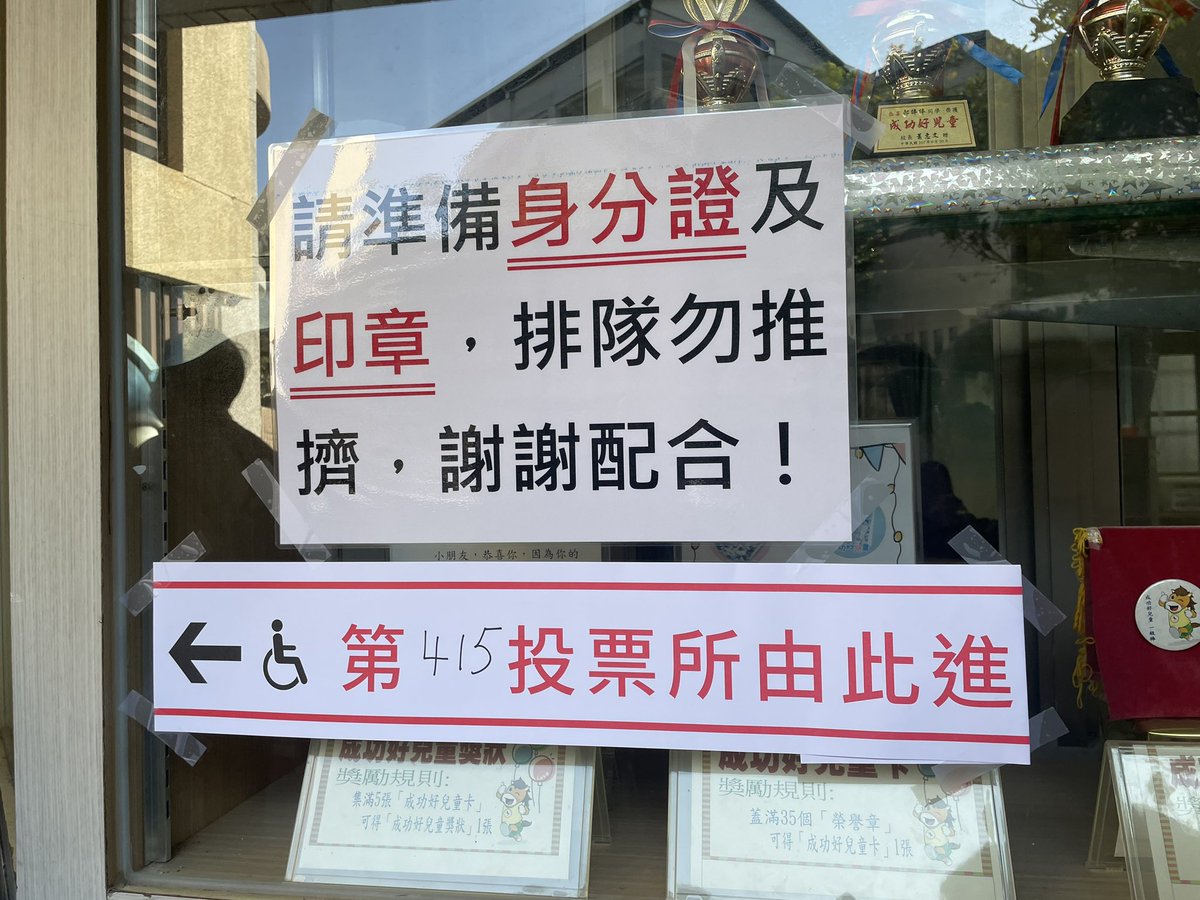 成功好兒童
請準備身分證及
印章，排隊勿推
擠，謝謝配合！
小朋友，恭喜你，因為你的
← 第415投票所由此進
成功好兒童獎狀
獎勵規則:
集滿5張「成功好兒童卡」
可得「成功好兒童獎狀」1張
成功好兒童卡
獎勵規則:
蓋滿35個「榮譽章」
可得「成功好兒童卡」1張